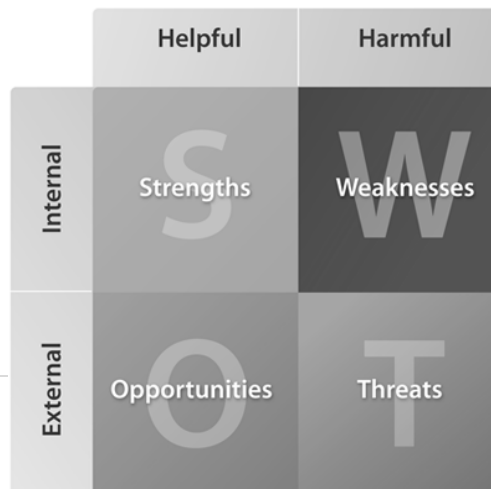 Helpful
Harmful
Internal
S
Strengths
W
Weaknesses
External
O
Opportunities
T
Threats